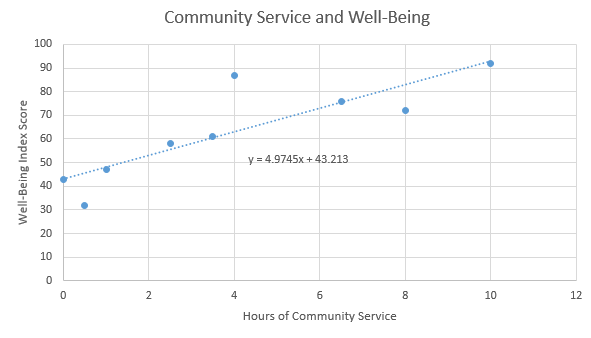 Community Service and Well-Being
100
90
80
70
60
50
40
30
20
10
0
Well-Being Index Score
y = 4.9745x + 43.213
0 2 4 6 8 10 12
Hours of Community Service